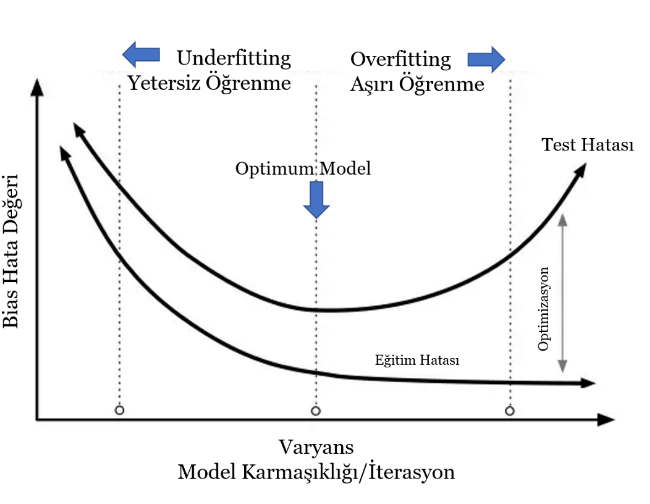 Underfitting
Yetersiz Öğrenme
Overfitting
Aşırı Öğrenme
Test Hatası
Optimum Model
Bias Hata Değeri
Optimizasyon
Eğitim Hatası
Varyans
Model Karmaşıklığı/İterasyon